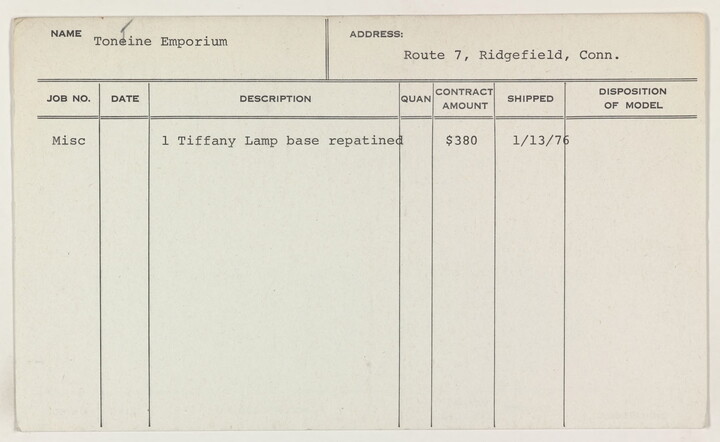 NAME Toneine Emporium ADDRESS:
Route 7, Ridgefield, Conn.
JOB NO. DATE DESCRIPTION QUAN CONTRACT AMOUNT SHIPPED DISPOSITION OF MODEL
Misc 1 Tiffany Lamp base repatined $380 1/13/76